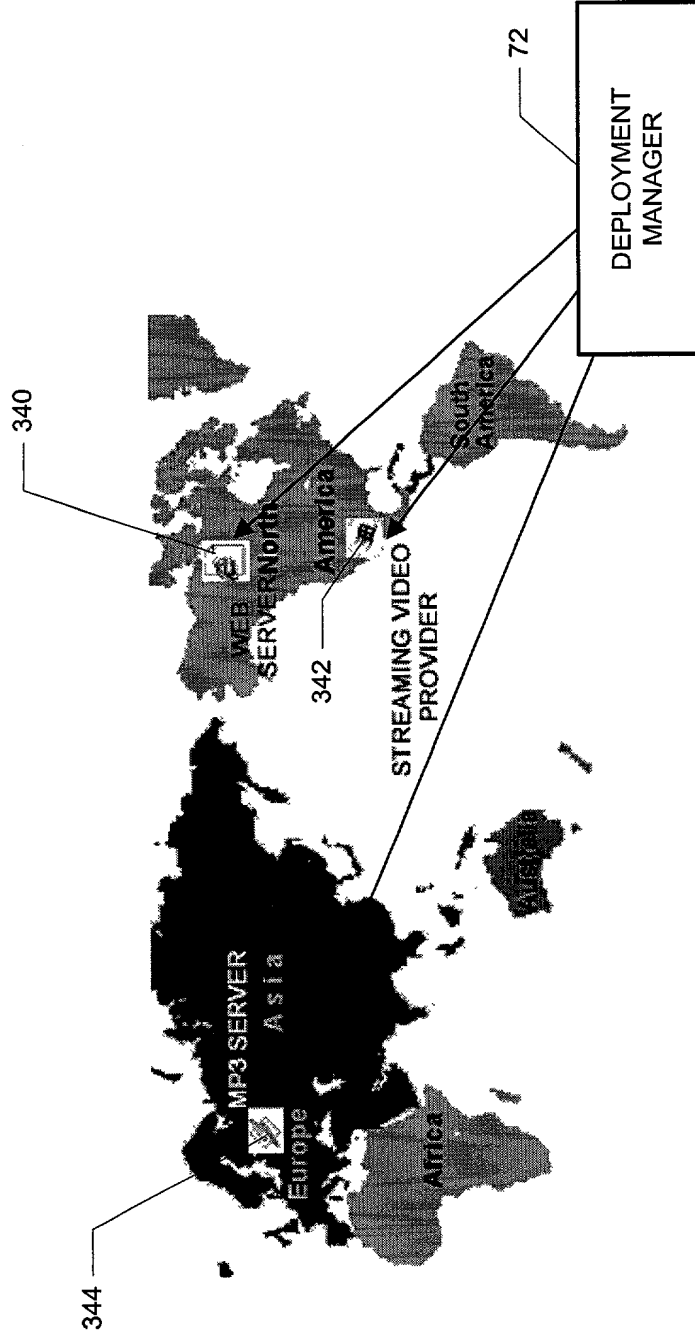 340
72
344
342
MP3 SERVER
Europe
Asia
Africa
Australia
WEB
SERVER
North
America
STREAMING VIDEO
PROVIDER
South
America
DEPLOYMENT
MANAGER